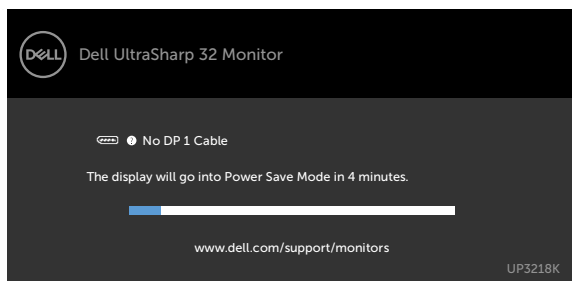 DELL
Dell UltraSharp 32 Monitor
? No DP 1 Cable
The display will go into Power Save Mode in 4 minutes.
www.dell.com/support/monitors
UP3218K